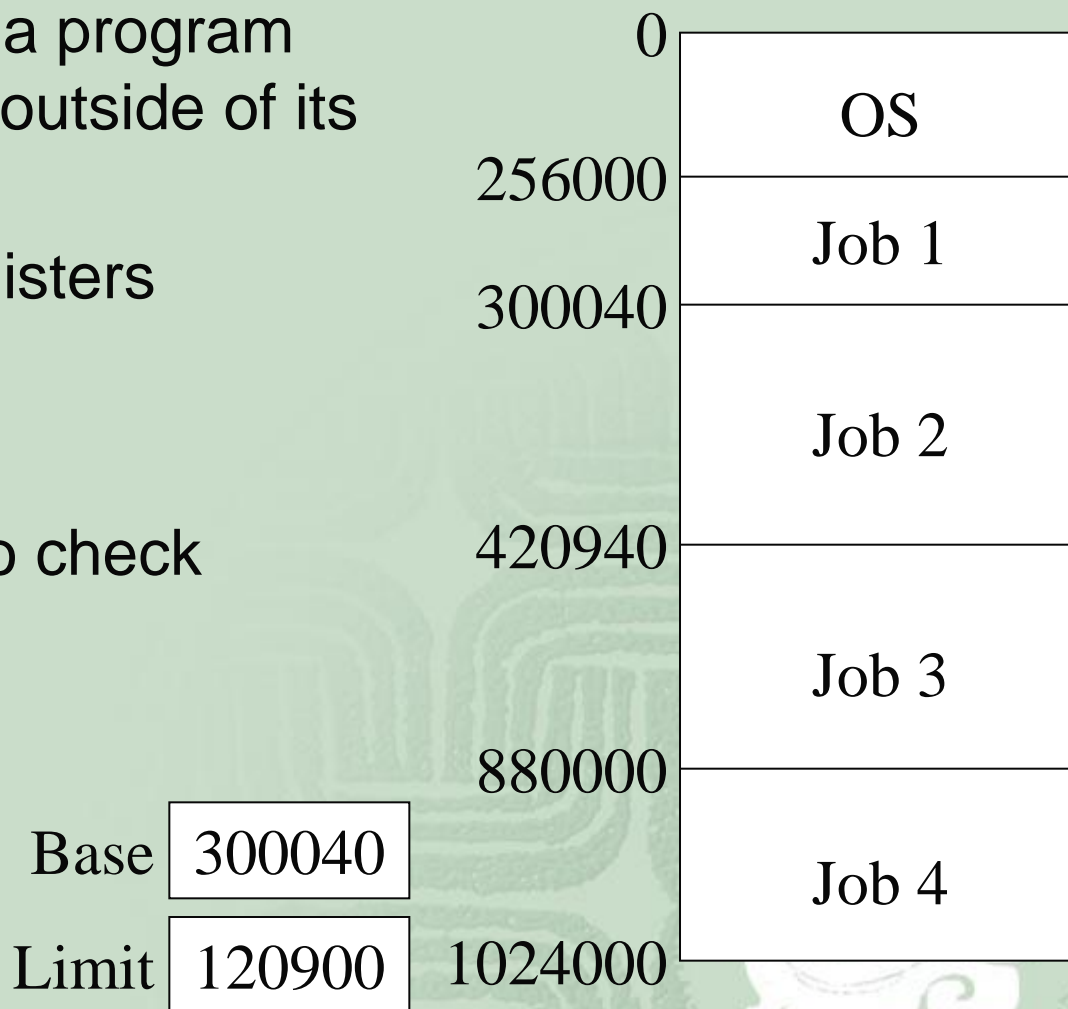 a program
outside of its
isters
o check
0
OS
256000
Job 1
300040
Job 2
420940
Job 3
880000
Job 4
1024000
Base 300040
Limit 120900